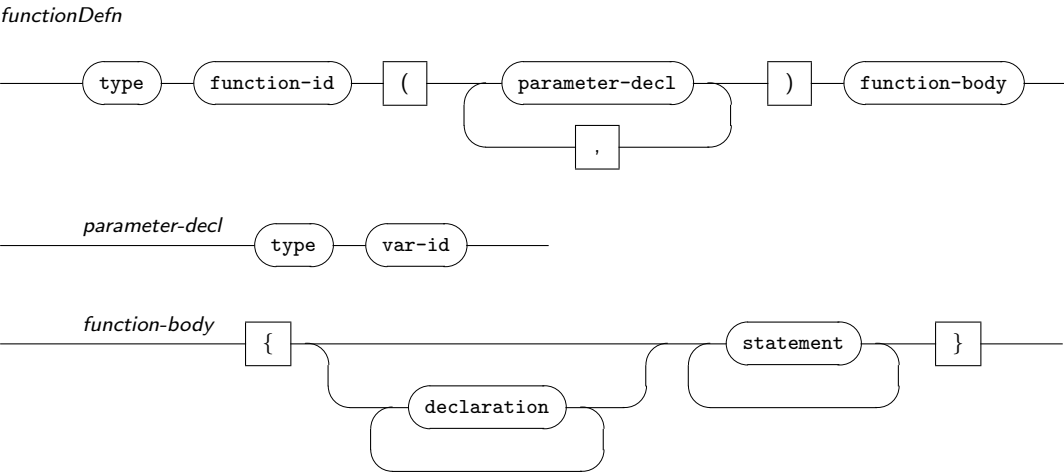 functionDefn
type function-id ( parameter-decl ) function-body
,
parameter-decl type var-id
function-body { statement }
declaration